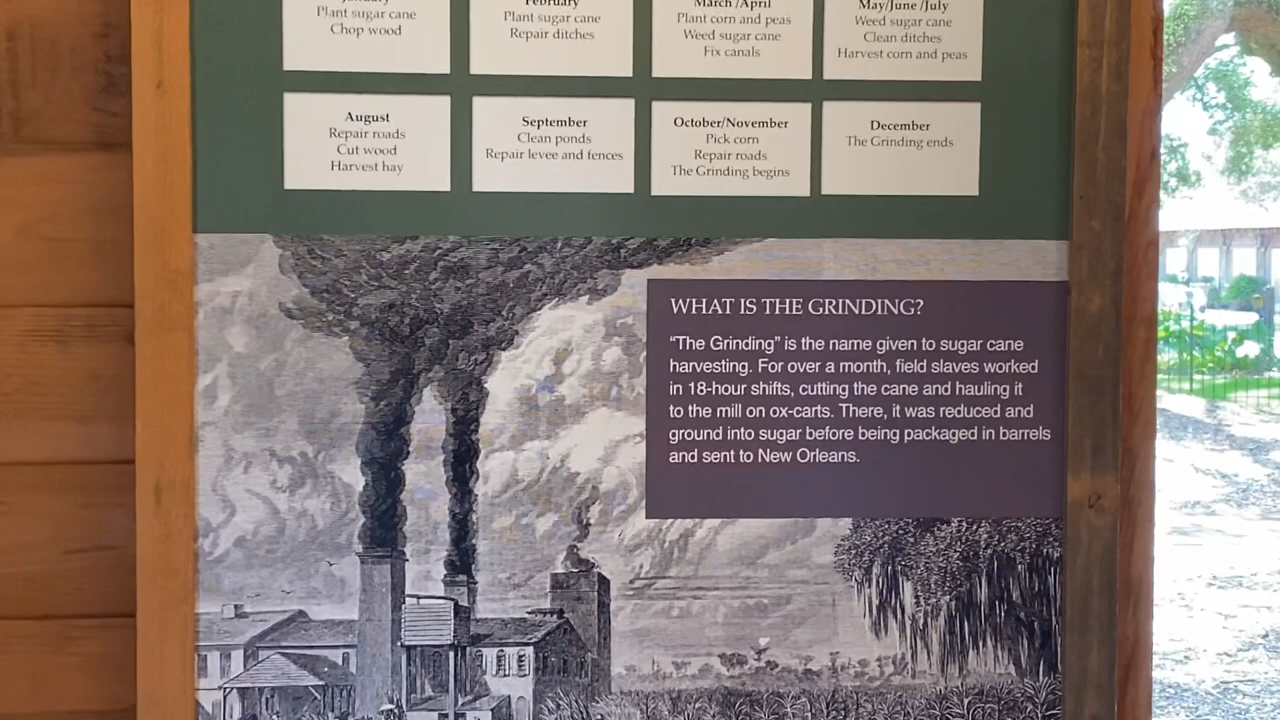 January
Plant sugar cane
Chop wood
February
Plant sugar cane
Repair ditches
March /April
Plant corn and peas
Weed sugar cane
Fix canals
May/June /July
Weed sugar cane
Clean ditches
Harvest corn and peas
August
Repair roads
Cut wood
Harvest hay
September
Clean ponds
Repair levee and fences
October/November
Pick corn
Repair roads
The Grinding begins
December
The Grinding ends
WHAT IS THE GRINDING?
“The Grinding” is the name given to sugar cane
harvesting. For over a month, field slaves worked
in 18-hour shifts, cutting the cane and hauling it
to the mill on ox-carts. There, it was reduced and
ground into sugar before being packaged in barrels
and sent to New Orleans.